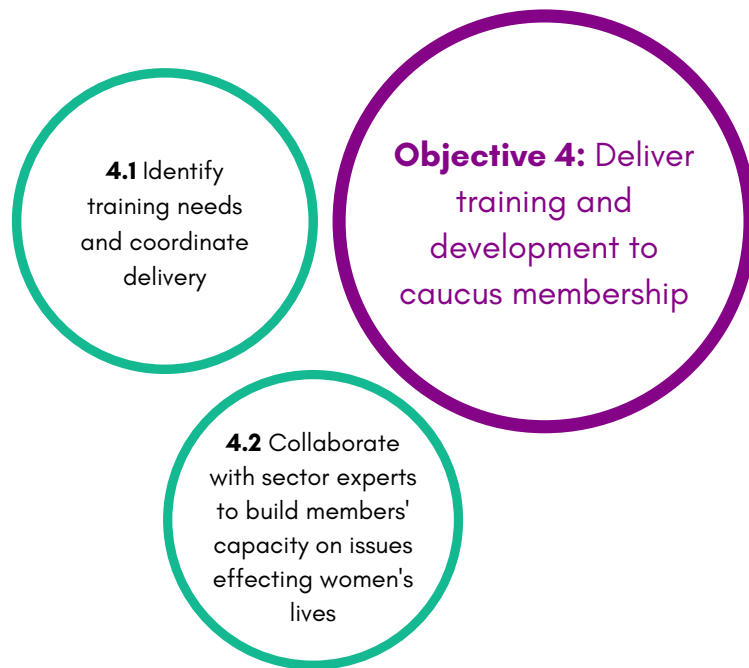 4.1 Identify
training needs
and coordinate
delivery
Objective 4: Deliver
training and
development to
caucus membership
4.2 Collaborate
with sector experts
to build members'
capacity on issues
effecting women's
lives